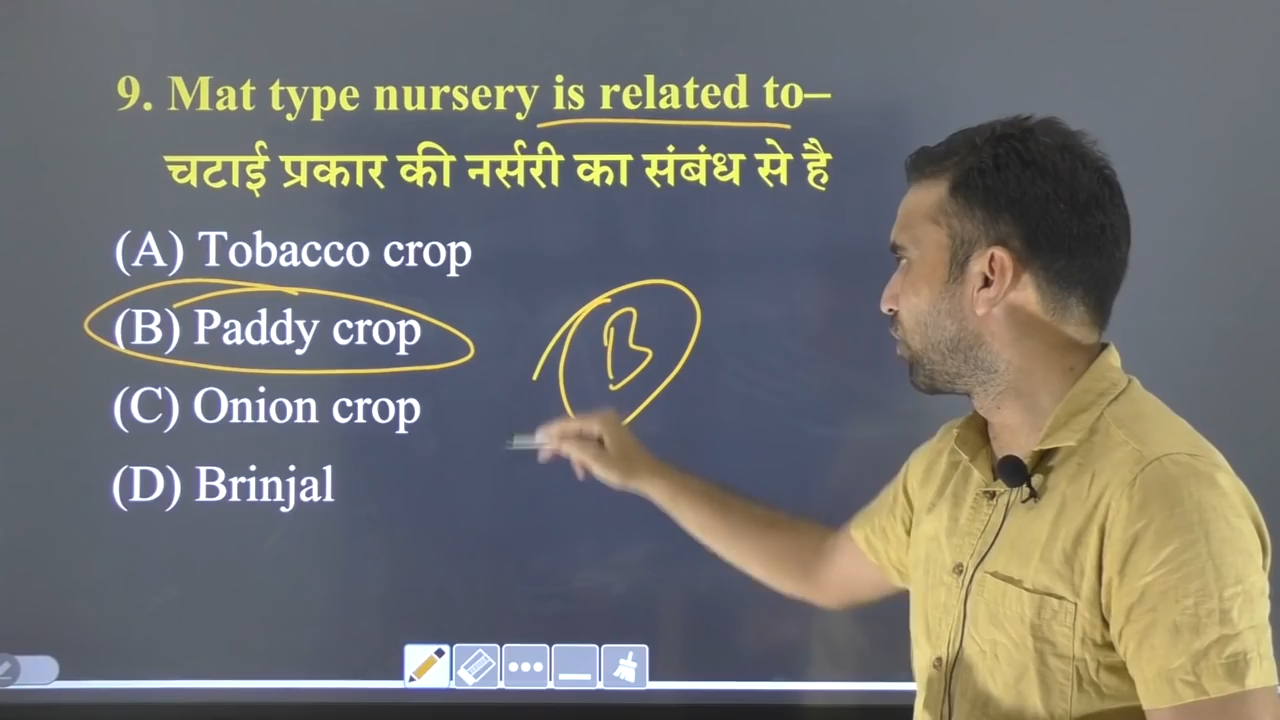 9. Mat type nursery is related to–
चटाई प्रकार की नर्सरी का संबंध से है
(A) Tobacco crop
(B) Paddy crop
B
(C) Onion crop
(D) Brinjal